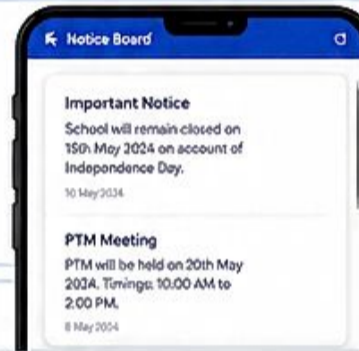 Notice Board
Important Notice
School will remain closed on
15th May 2024 on account of
Independence Day.
10 May 2024
PTM Meeting
PTM will be held on 20th May
2024. Timings: 10.00 AM to
2:00 PM.
8 May 2004